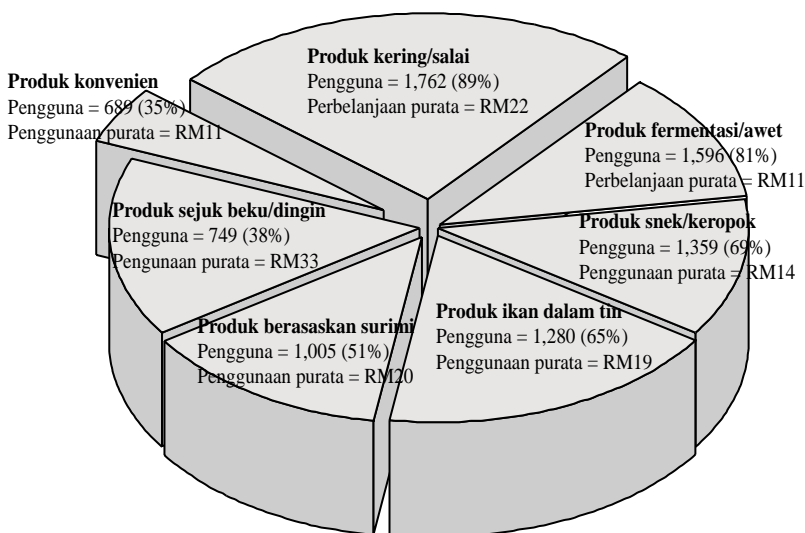 Produk kering/salai
Pengguna = 1,762 (89%)
Perbelanjaan purata = RM22
Produk konvenien
Pengguna = 689 (35%)
Penggunaan purata = RM11
Produk fermentasi/awet
Pengguna = 1,596 (81%)
Perbelanjaan purata = RM11
Produk sejuk beku/dingin
Pengguna = 749 (38%)
Pengunaan purata = RM33
Produk snek/keropok
Pengguna = 1,359 (69%)
Penggunaan purata = RM14
Produk berasaskan surimi
Pengguna = 1,005 (51%)
Penggunaan purata = RM20
Produk ikan dalam tin
Pengguna = 1,280 (65%)
Penggunaan purata = RM19